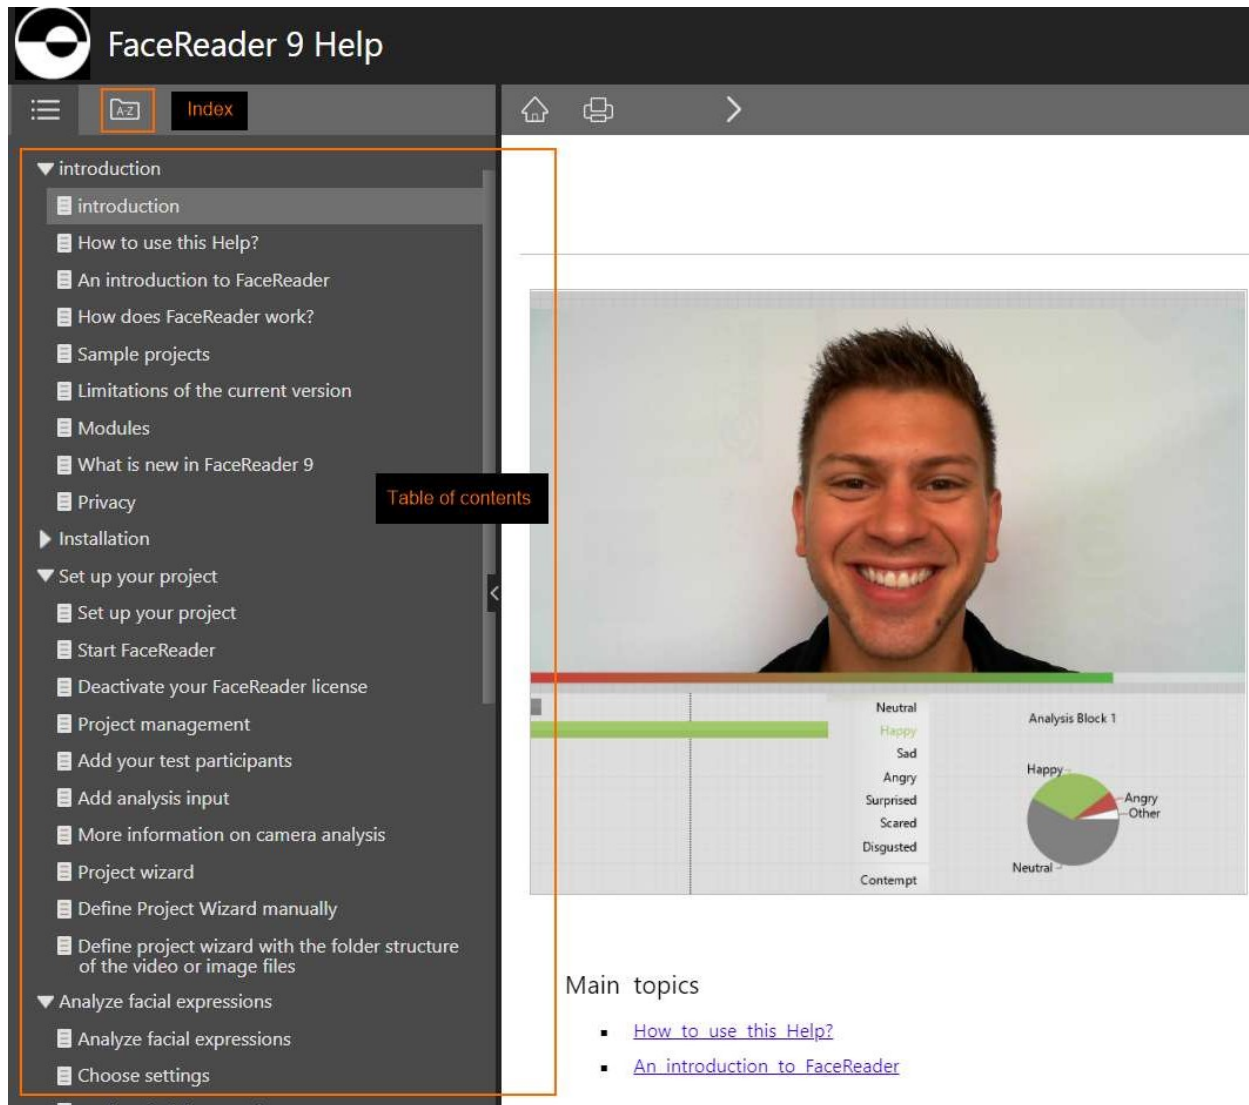 FaceReader 9 Help
A-Z
Index
introduction
introduction
How to use this Help?
An introduction to FaceReader
How does FaceReader work?
Sample projects
Limitations of the current version
Modules
What is new in FaceReader 9
Privacy
Table of contents
Installation
Set up your project
Set up your project
Start FaceReader
Deactivate your FaceReader license
Project management
Add your test participants
Add analysis input
More information on camera analysis
Project wizard
Define Project Wizard manually
Define project wizard with the folder structure
of the video or image files
Analyze facial expressions
Analyze facial expressions
Choose settings
Neutral
Happy
Sad
Angry
Surprised
Scared
Disgusted
Contempt
Analysis Block 1
Happy
Angry
Other
Neutral
Main topics
How to use this Help?
An introduction to FaceReader